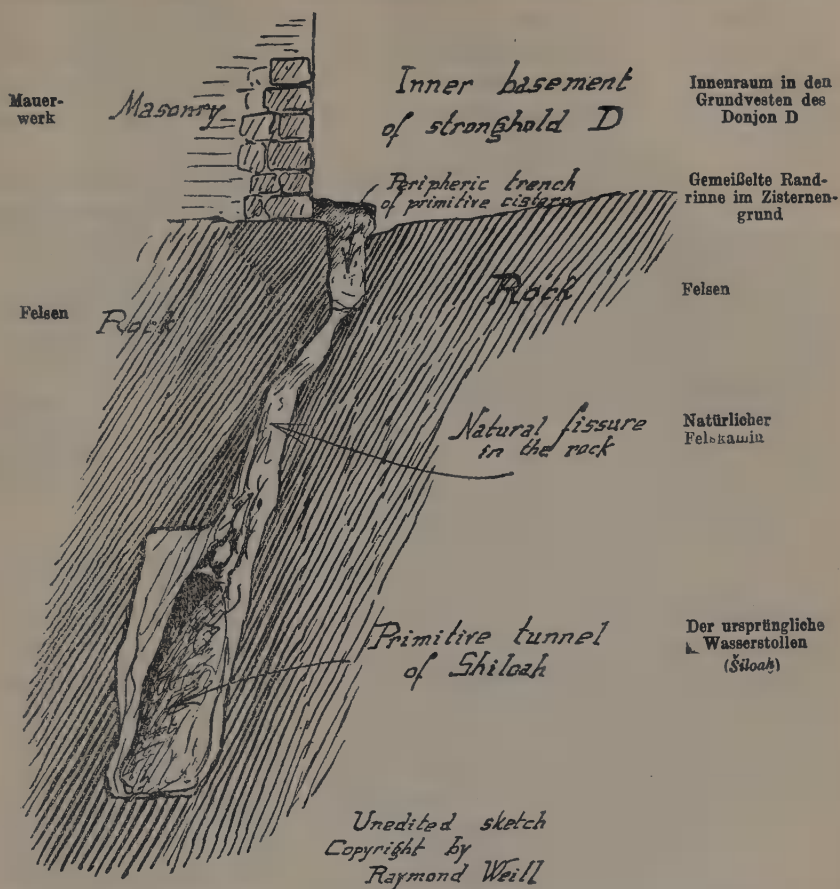 Mauer-
werk
Masonry
Inner basement
of stronghold D
Innenraum in den
Grundvesten des
Donjon D
Peripheric trench
of primitive cistern
Gemeißelte Rand-
rinne im Zisternen-
grund
Felsen
Rock
Rock
Felsen
Natural fissure
in the rock
Natürlicher
Felskamin
Primitive tunnel
of Shiloah
Der ursprüngliche
Wasserstollen
(Šiloaḥ)
Unedited sketch
Copyright by
Raymond Weill